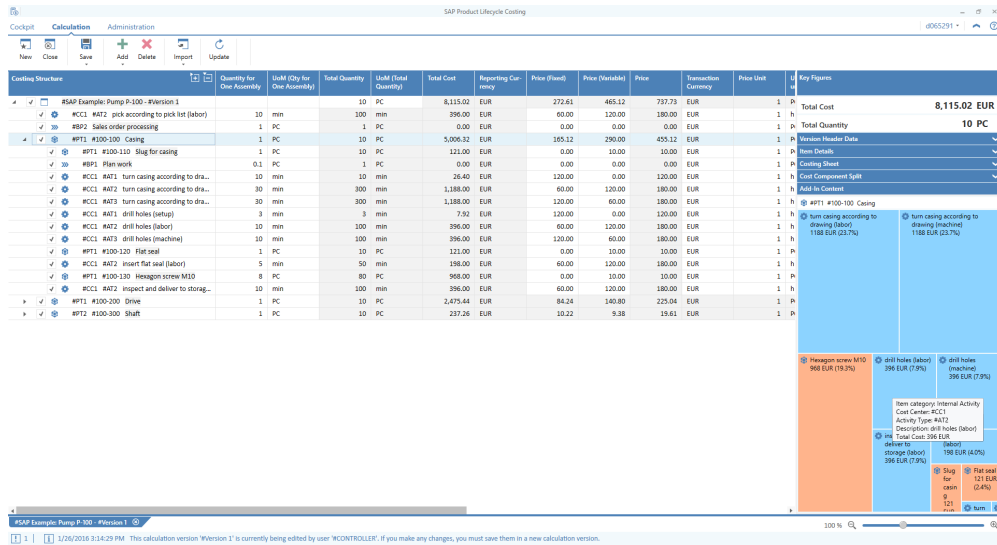 SAP Product Lifecycle Costing
Cockpit Calculation Administration d065291
New Close Save Add Delete Import Update
Costing Structure Quantity for One Assembly UoM (Qty for One Assembly) Total Quantity UoM (Total Quantity) Total Cost Reporting Cur-rency Price (Fixed) Price (Variable) Price Transaction Currency Price Unit Key Figures
#SAP Example: Pump P-100 - #Version 1 10 PC 8,115.02 EUR 272.61 465.12 737.73 EUR 1
#CC1 #AT2 pick according to pick list (labor) 10 min 100 min 396.00 EUR 60.00 120.00 180.00 EUR 1 h
#BP2 Sales order processing 1 PC 1 PC 0.00 EUR 0.00 0.00 0.00 EUR 1
#PT1 #100-100 Casing 1 PC 10 PC 5,006.32 EUR 165.12 290.00 455.12 EUR 1
#PT1 #100-110 Slug for casing 1 PC 10 PC 121.00 EUR 0.00 10.00 10.00 EUR 1
#BP1 Plan work 0.1 PC 1 PC 0.00 EUR 0.00 0.00 0.00 EUR 1
#CC1 #AT1 turn casing according to dra... 10 min 10 min 26.40 EUR 120.00 0.00 120.00 EUR 1 h
#CC1 #AT2 turn casing according to dra... 30 min 300 min 1,188.00 EUR 60.00 120.00 180.00 EUR 1 h
#CC1 #AT3 turn casing according to dra... 30 min 300 min 1,188.00 EUR 120.00 60.00 180.00 EUR 1 h
#CC1 #AT1 drill holes (setup) 3 min 3 min 7.92 EUR 120.00 0.00 120.00 EUR 1 h
#CC1 #AT2 drill holes (labor) 10 min 100 min 396.00 EUR 60.00 120.00 180.00 EUR 1 h
#CC1 #AT3 drill holes (machine) 10 min 100 min 396.00 EUR 120.00 60.00 180.00 EUR 1 h
#PT1 #100-120 Flat seal 1 PC 10 PC 121.00 EUR 0.00 10.00 10.00 EUR 1
#CC1 #AT2 insert flat seal (labor) 5 min 50 min 198.00 EUR 60.00 120.00 180.00 EUR 1 h
#PT1 #100-130 Hexagon screw M10 8 PC 80 PC 968.00 EUR 0.00 10.00 10.00 EUR 1
#CC1 #AT2 inspect and deliver to storag... 10 min 100 min 396.00 EUR 60.00 120.00 180.00 EUR 1 h
#PT1 #100-200 Drive 1 PC 10 PC 2,475.44 EUR 84.24 140.80 225.04 EUR 1
#PT2 #100-300 Shaft 1 PC 10 PC 237.26 EUR 10.22 9.38 19.61 EUR 1
Total Cost 8,115.02 EUR
Total Quantity 10 PC
Version Header Data
Item Details
Costing Sheet
Cost Component Split
Add-In Content
#PT1 #100-100 Casing
turn casing according to
drawing (labor)
1188 EUR (23.7%)
turn casing according to
drawing (machine)
1188 EUR (23.7%)
Hexagon screw M10
968 EUR (19.3%)
drill holes (labor)
396 EUR (7.9%)
drill holes
(machine)
396 EUR (7.9%)
Item category: Internal Activity
Cost Center: #CC1
Activity Type: #AT2
Description: drill holes (labor)
Total Cost: 396 EUR
deliver to
storage (labor)
396 EUR (7.9%)
(labor)
198 EUR (4.0%)
Slug
for
casin
g
121
Flat seal
121 EUR
(2.4%)
turn
#SAP Example: Pump P-100 - #Version 1
100 %
1 1/26/2016 3:14:29 PM This calculation version '#Version 1' is currently being edited by user '#CONTROLLER'. If you make any changes, you must save them in a new calculation version.